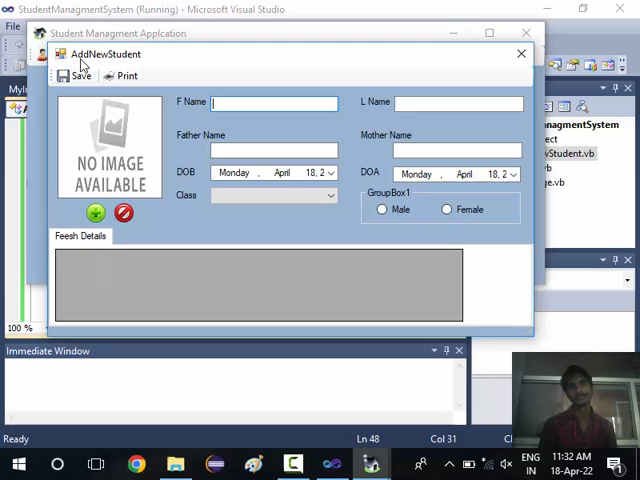 StudentManagmentSystem (Running) - Microsoft Visual Studio
File
Student Managment Application
AddNewStudent
Save
Print
MyIn
F Name
L Name
Father Name
Mother Name
NO IMAGE
AVAILABLE
DOB
Monday , April 18, 2
DOA
Monday , April 18, 2
Class
GroupBox1
Male
Female
Feesh Details
ManagmentSystem
ject
wStudent.vb
vb
ge.vb
100 %
Immediate Window
Ready
Ln 48
Col 31
Ch
ENG
IN
11:32 AM
18-Apr-22